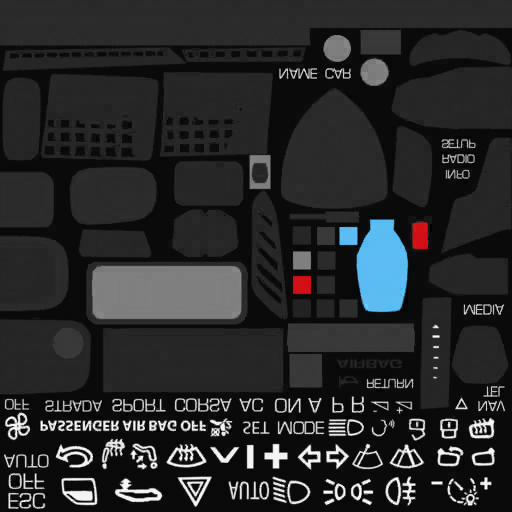 NAME CAR
SETUP
RADIO
INFO
MEDIA
AIRBAG
RETURN
TEL
OFF STRADA SPORT CORSA AC ON A P R NAV
PASSENGER AIR BAG OFF SET MODE
AUTO
OFF
ESC AUTO